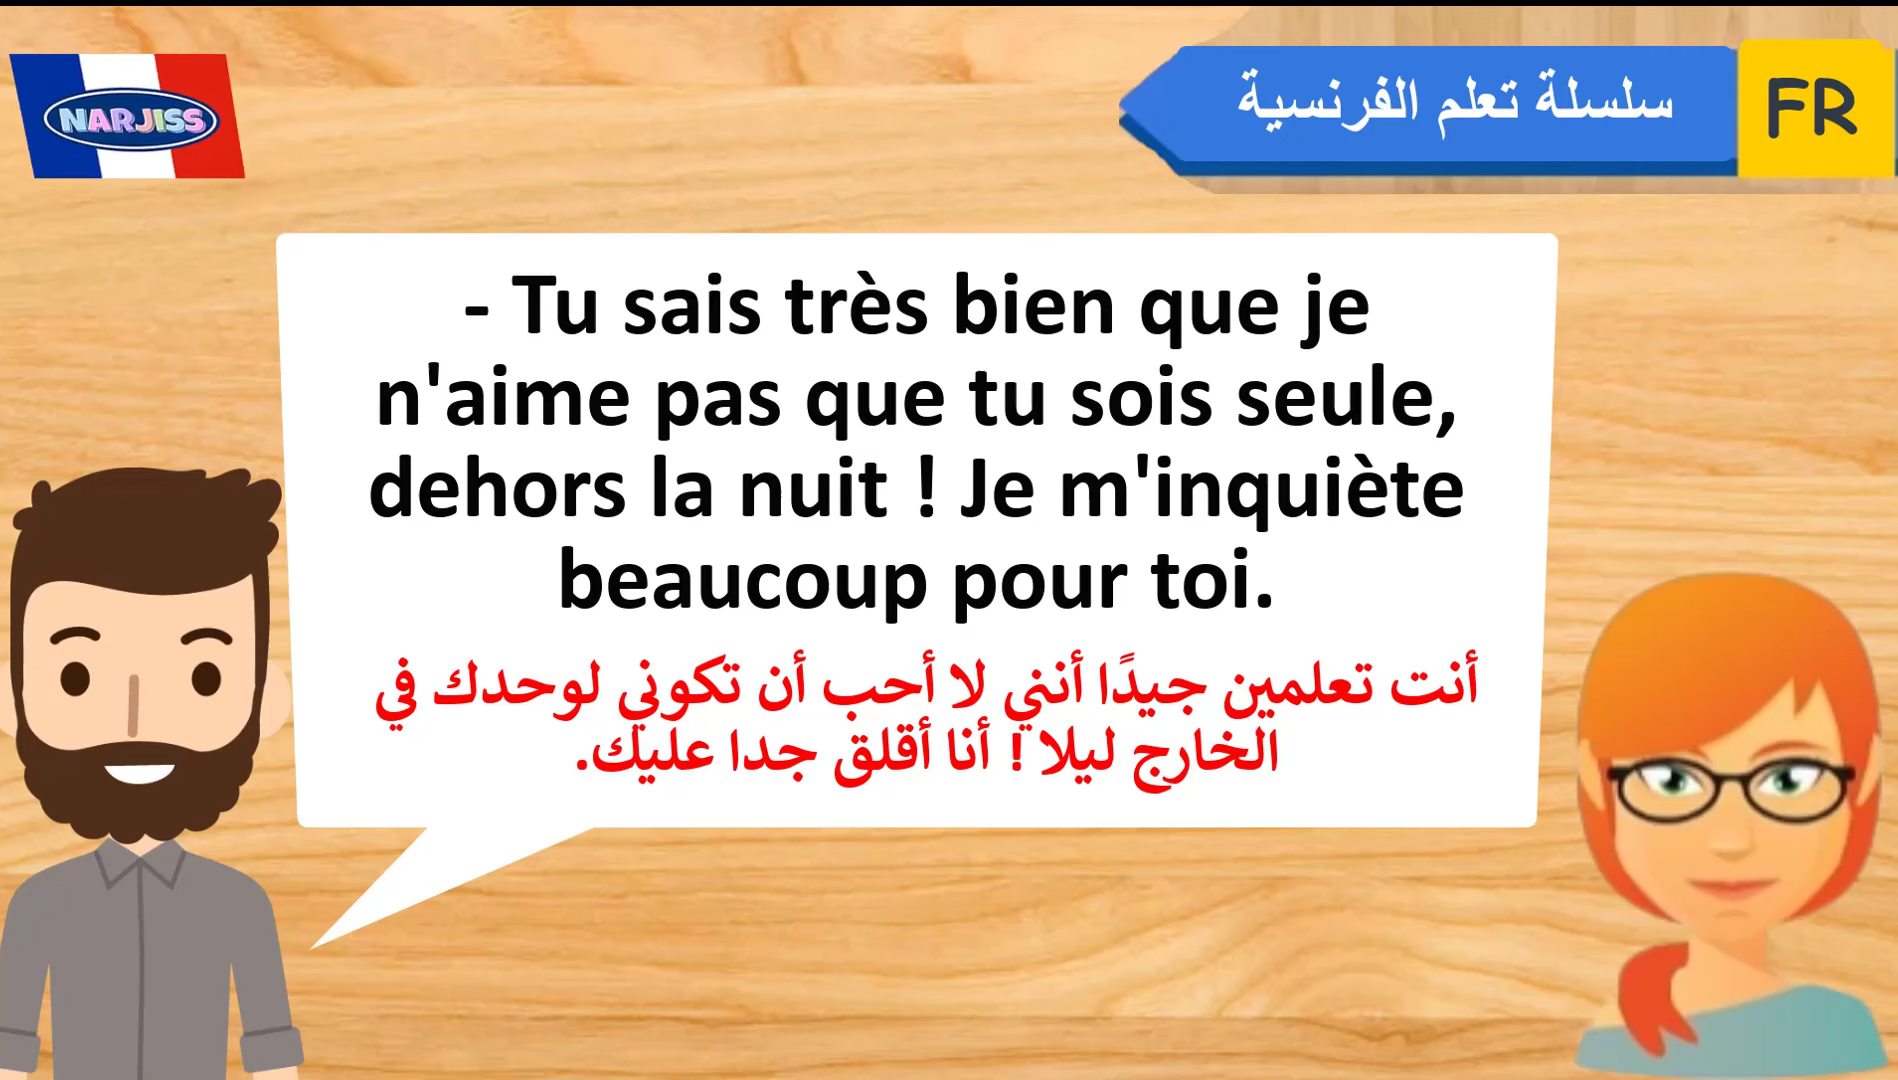 NARJISS
سلسلة تعلم الفرنسية
FR
- Tu sais très bien que je
n'aime pas que tu sois seule,
dehors la nuit ! Je m'inquiète
beaucoup pour toi.
أنت تعلمين جيدًا أنني لا أحب أن تكوني لوحدك في
الخارج ليلا ! أنا أقلق جدا عليك.